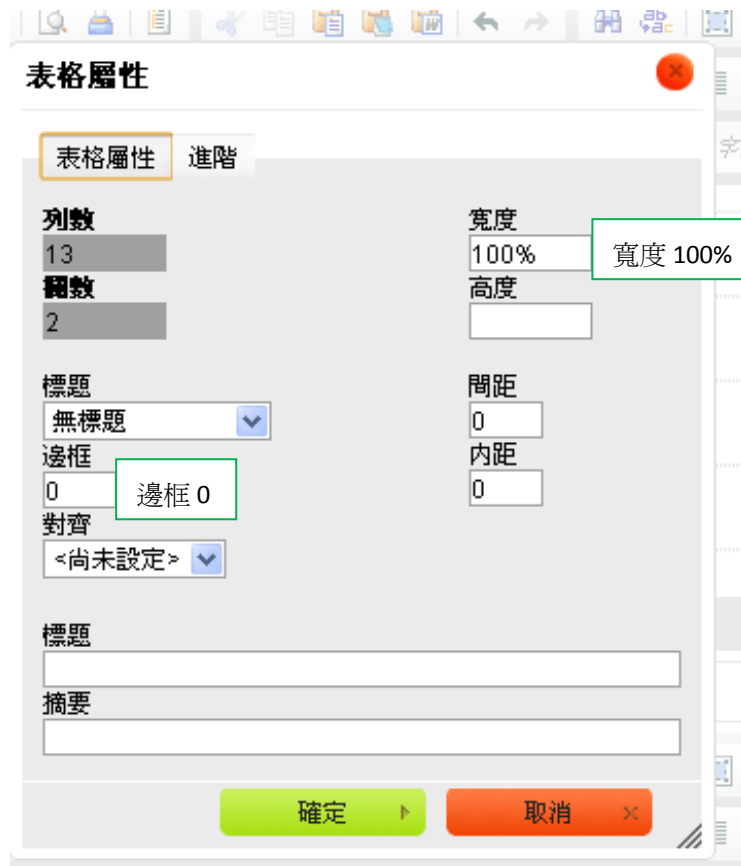 表格屬性
表格屬性
進階
列數
13
欄數
2
寬度
100%
寬度 100%
高度
標題
無標題
邊框
0
邊框 0
對齊
<尚未設定>
間距
0
內距
0
標題
摘要
確定
取消